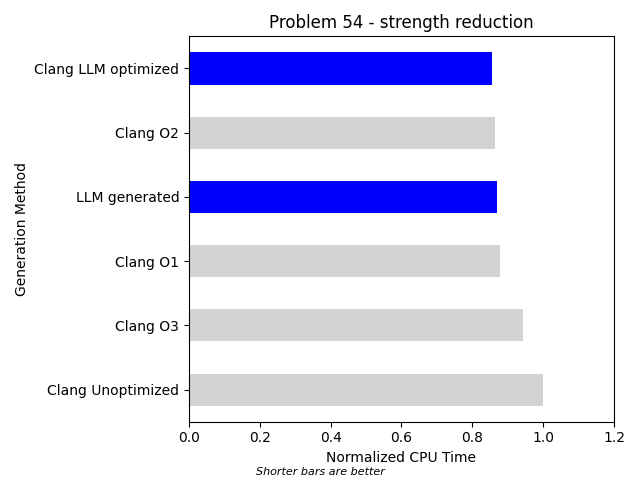 Problem 54 - strength reduction
Clang LLM optimized
Clang O2
LLM generated
Clang O1
Clang O3
Clang Unoptimized
Generation Method
0.0 0.2 0.4 0.6 0.8 1.0 1.2
Normalized CPU Time
Shorter bars are better